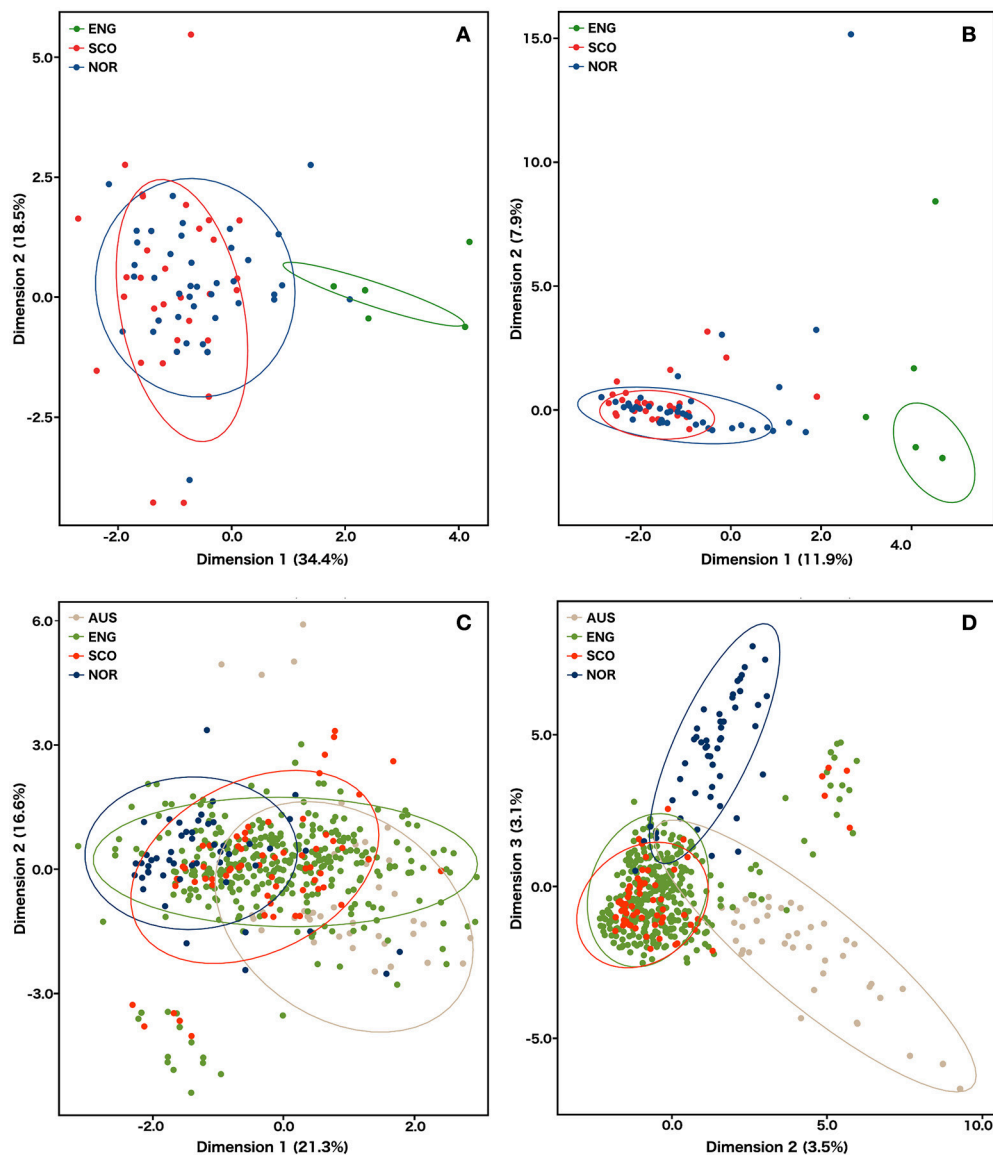 A
ENG
SCO
NOR
5.0
2.5
0.0
-2.5
Dimension 2 (18.5%)
-2.0
0.0
2.0
4.0
Dimension 1 (34.4%)
B
ENG
SCO
NOR
15.0
10.0
5.0
0.0
Dimension 2 (7.9%)
-2.0
0.0
2.0
4.0
Dimension 1 (11.9%)
C
AUS
ENG
SCO
NOR
6.0
3.0
0.0
-3.0
Dimension 2 (16.6%)
-2.0
0.0
2.0
Dimension 1 (21.3%)
D
AUS
ENG
SCO
NOR
5.0
0.0
-5.0
Dimension 3 (3.1%)
0.0
5.0
10.0
Dimension 2 (3.5%)